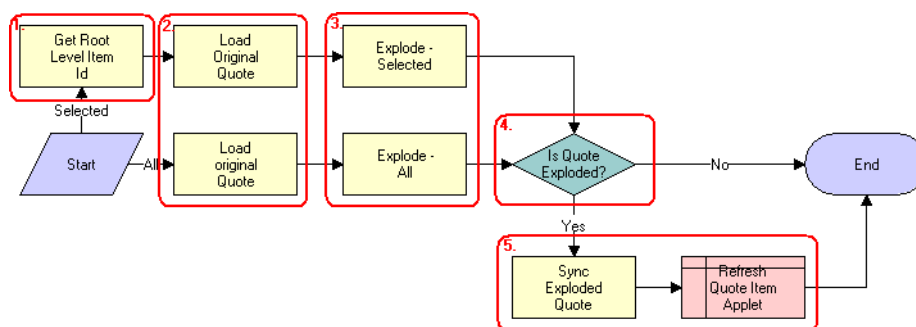 1.
Get Root
Level Item
Id
2.
Load
Original
Quote
3.
Explode -
Selected
Selected
Start
All
Load
original
Quote
Explode -
All
4.
Is Quote
Exploded?
No
End
Yes
5.
Sync
Exploded
Quote
Refresh
Quote Item
Applet